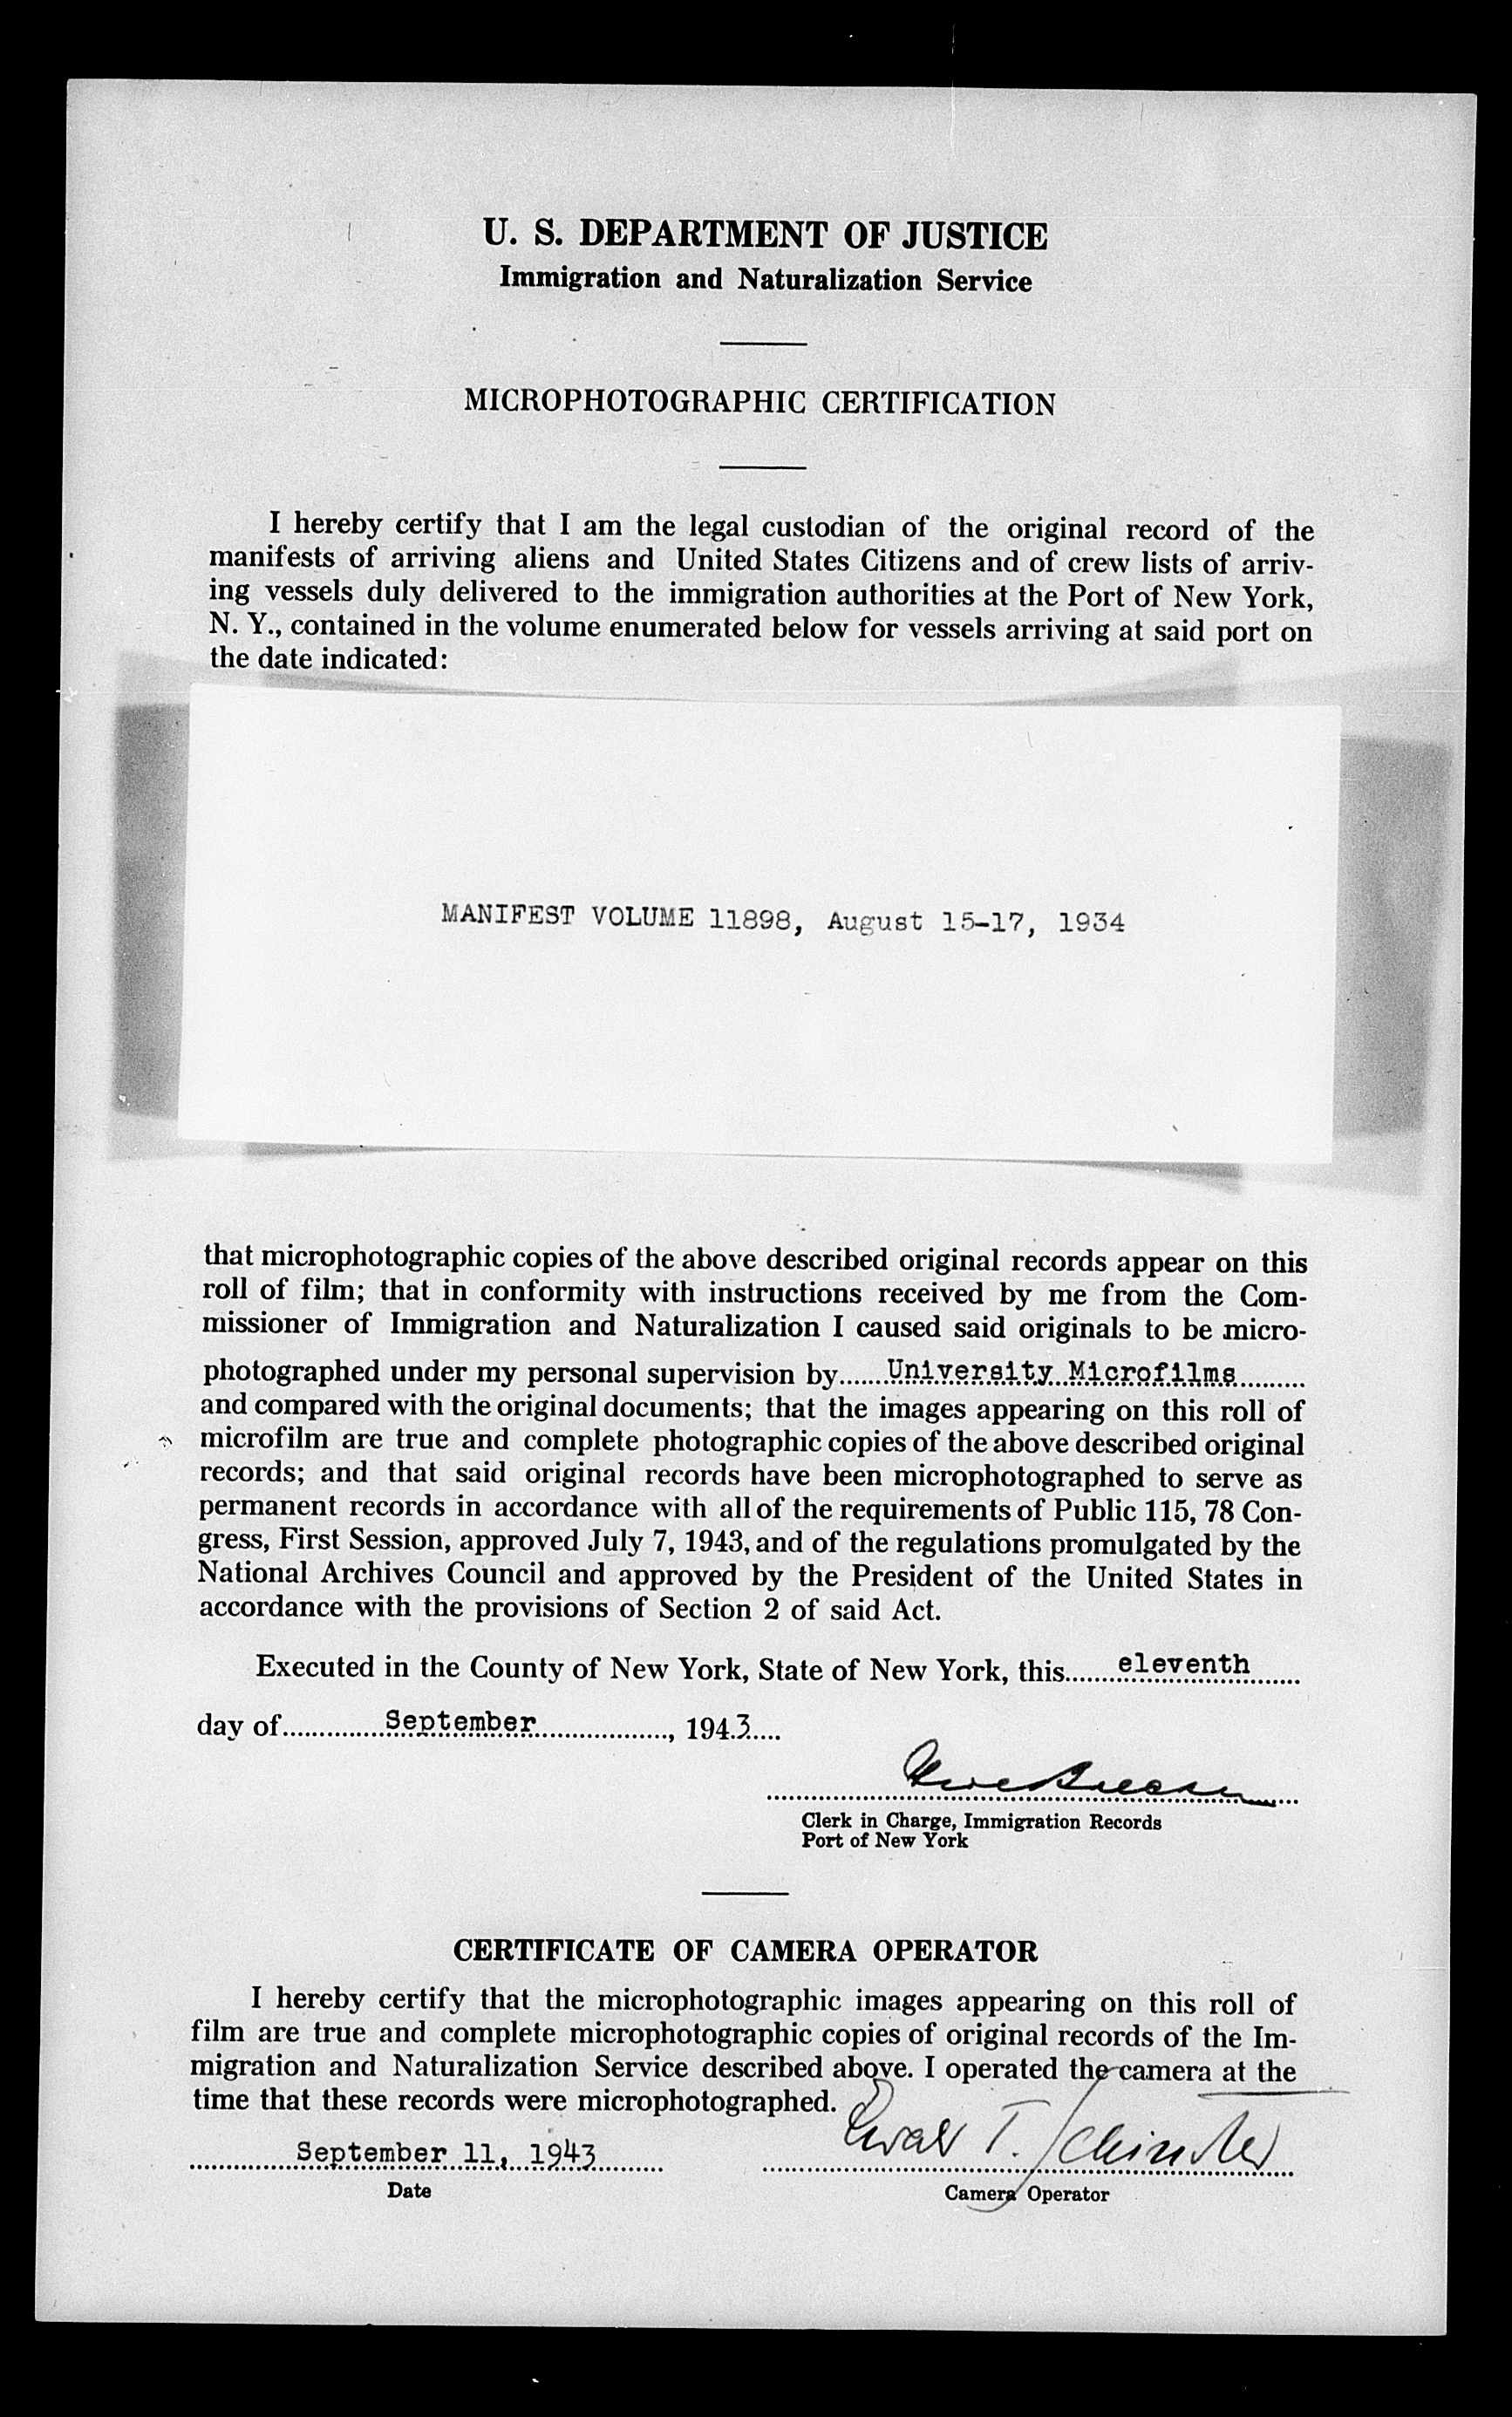 U. S. DEPARTMENT OF JUSTICE
Immigration and Naturalization Service
MICROPHOTOGRAPHIC CERTIFICATION
I hereby certify that I am the legal custodian of the original record of the
manifests of arriving aliens and United States Citizens and of crew lists of arriv-
ing vessels duly delivered to the immigration authorities at the Port of New York,
N. Y., contained in the volume enumerated below for vessels arriving at said port on
the date indicated:
MANIFEST VOLUME 11898, August 15-17, 1934
that microphotographic copies of the above described original records appear on this
roll of film; that in conformity with instructions received by me from the Com-
missioner of Immigration and Naturalization I caused said originals to be micro-
photographed under my personal supervision by......University Microfilms.........
and compared with the original documents; that the images appearing on this roll of
microfilm are true and complete photographic copies of the above described original
records; and that said original records have been microphotographed to serve as
permanent records in accordance with all of the requirements of Public 115, 78 Con-
gress, First Session, approved July 7, 1943, and of the regulations promulgated by the
National Archives Council and approved by the President of the United States in
accordance with the provisions of Section 2 of said Act.
Executed in the County of New York, State of New York, this.......eleventh......
day of.............September................., 1943....
Clerk in Charge, Immigration Records
Port of New York
CERTIFICATE OF CAMERA OPERATOR
I hereby certify that the microphotographic images appearing on this roll of
film are true and complete microphotographic copies of original records of the Im-
migration and Naturalization Service described above. I operated the camera at the
time that these records were microphotographed.
September 11, 1943
T.
Date
Camera Operator